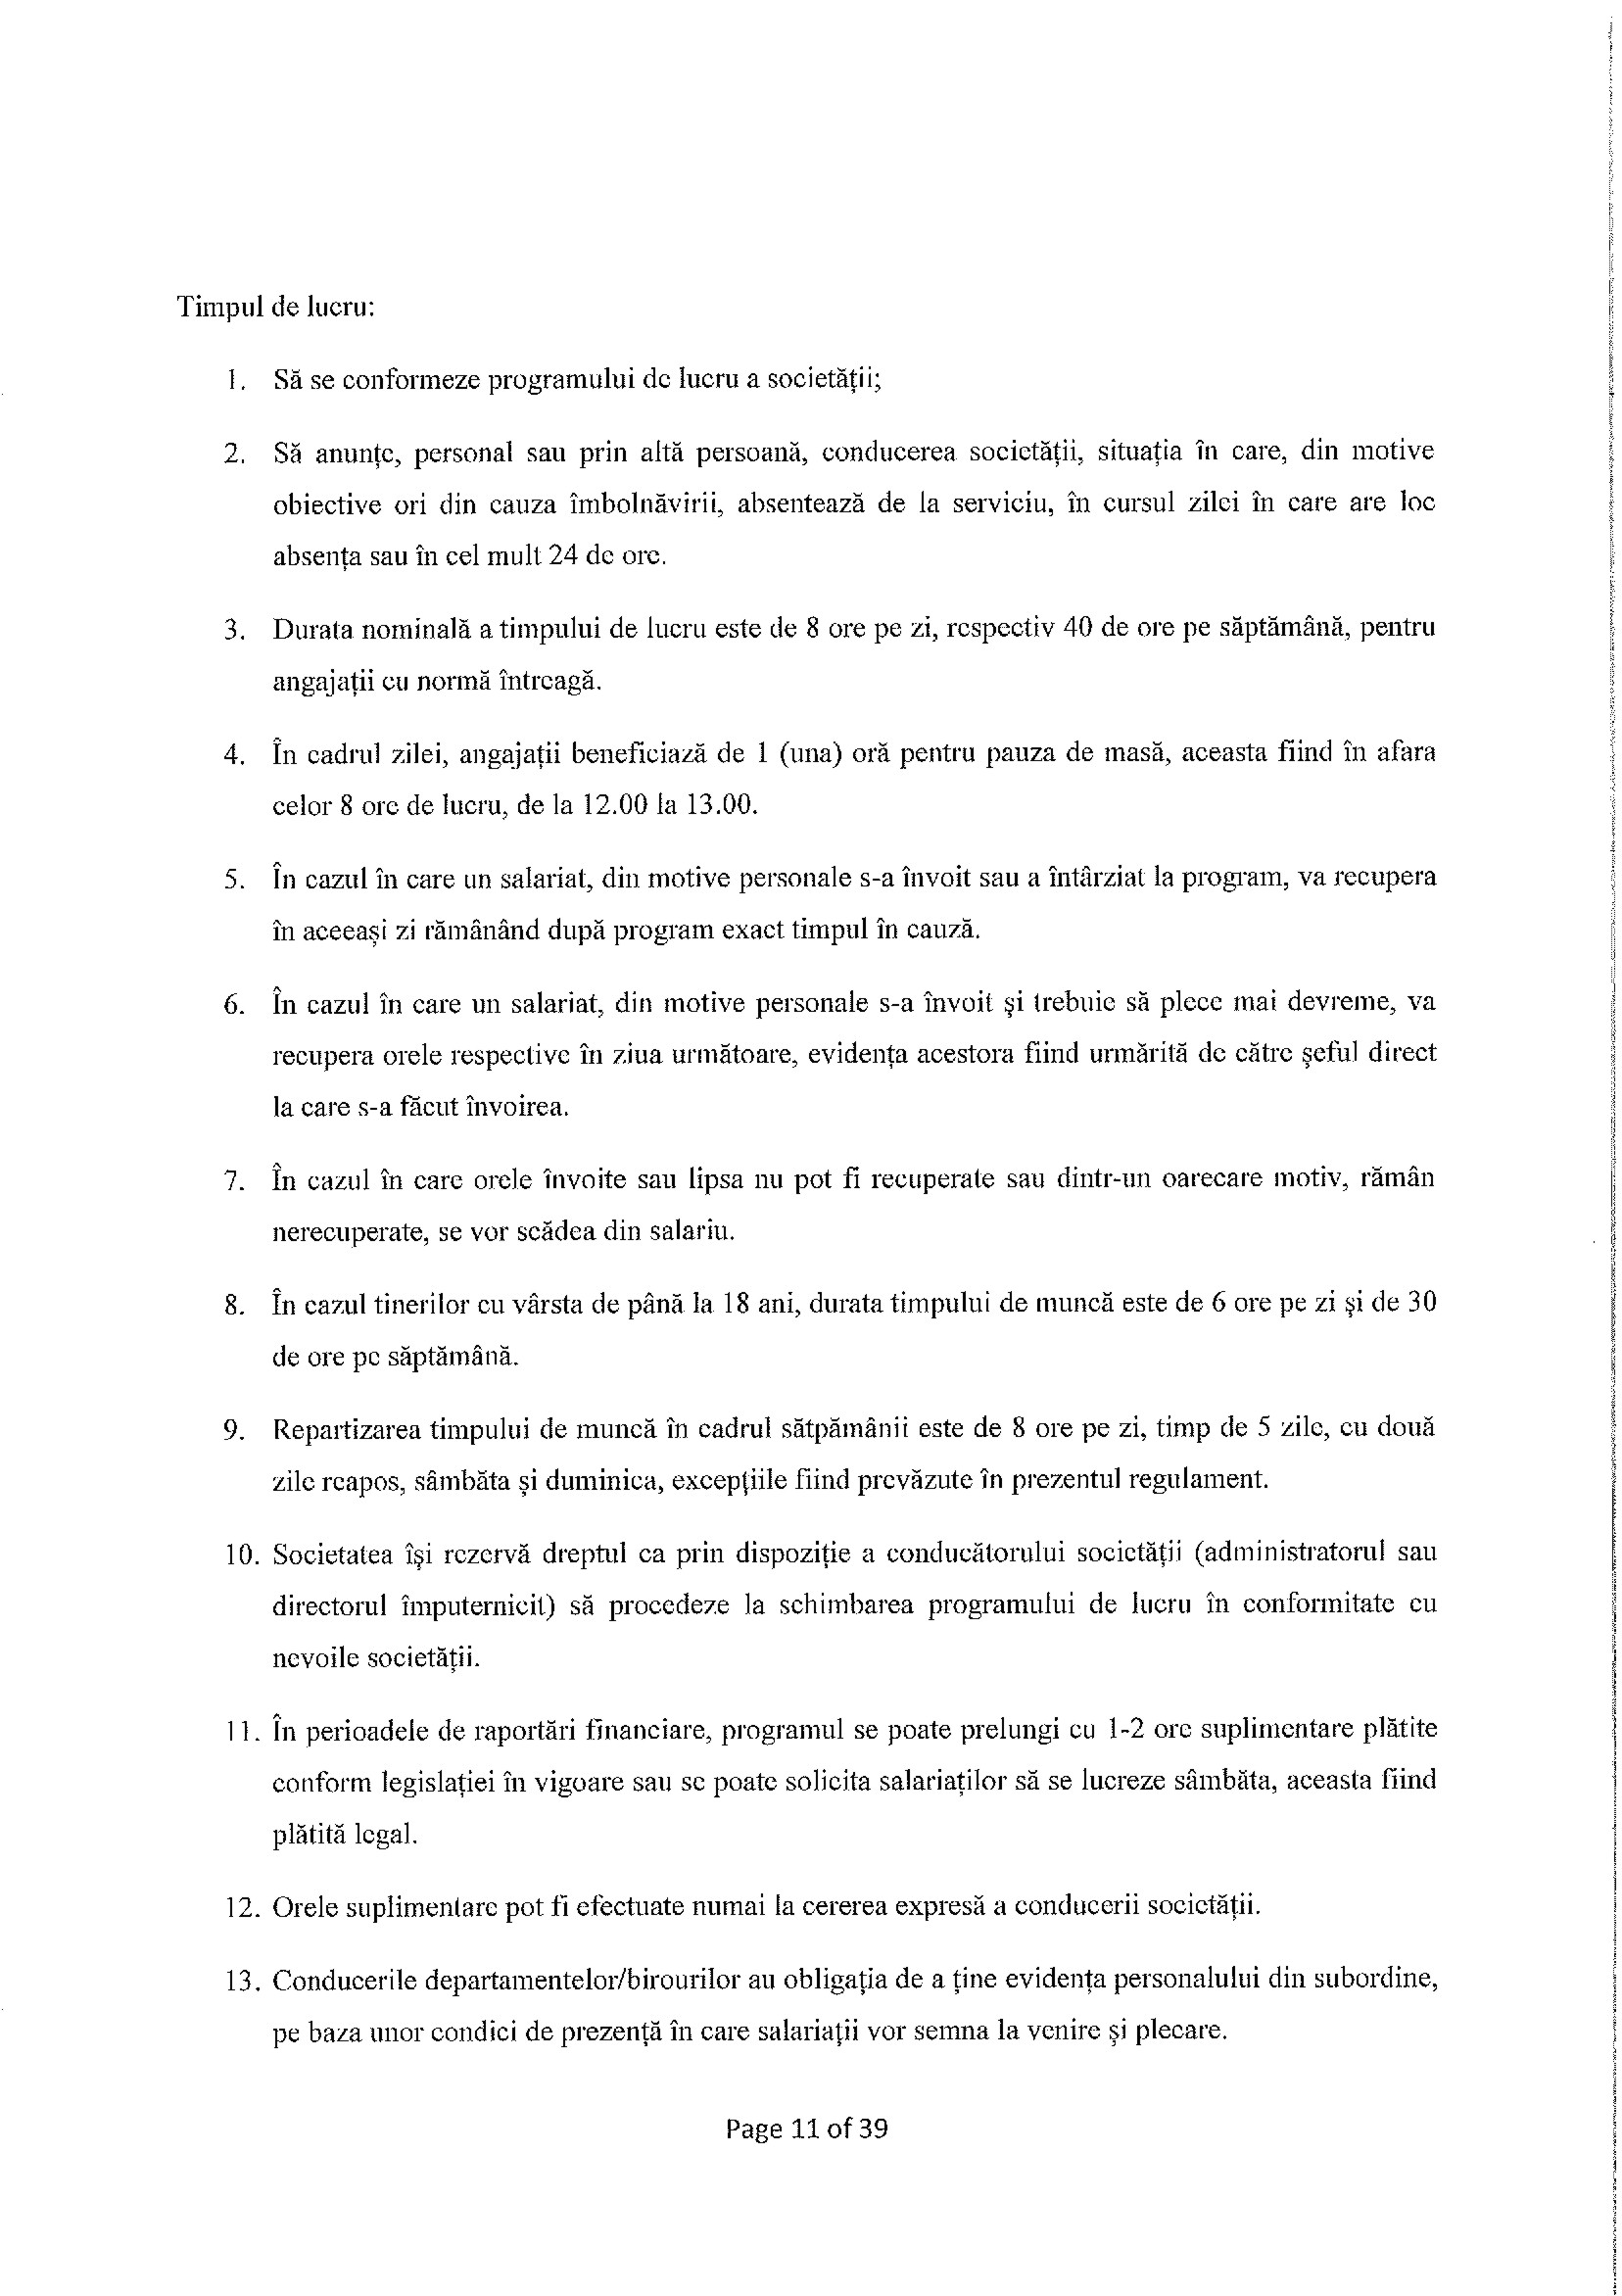 Timpul de lucru:
1. Să se conformeze programului de lucru a societății;
2. Să anunțe, personal sau prin altă persoană, conducerea societății, situația în care, din motive
obiective ori din cauza îmbolnăvirii, absentează de la serviciu, în cursul zilei în care are loc
absența sau în cel mult 24 de ore.
3. Durata nominală a timpului de lucru este de 8 ore pe zi, respectiv 40 de ore pe săptămână, pentru
angajații cu normă întreagă.
4. În cadrul zilei, angajații beneficiază de 1 (una) oră pentru pauza de masă, aceasta fiind în afara
celor 8 ore de lucru, de la 12.00 la 13.00.
5. În cazul în care un salariat, din motive personale s-a învoit sau a întârziat la program, va recupera
în aceeași zi rămânând după program exact timpul în cauză.
6. În cazul în care un salariat, din motive personale s-a învoit și trebuie să plece mai devreme, va
recupera orele respective în ziua următoare, evidența acestora fiind urmărită de către șeful direct
la care s-a făcut învoirea.
7. În cazul în care orele învoite sau lipsa nu pot fi recuperate sau dintr-un oarecare motiv, rămân
nerecuperate, se vor scădea din salariu.
8. În cazul tinerilor cu vârsta de până la 18 ani, durata timpului de muncă este de 6 ore pe zi și de 30
de ore pe săptămână.
9. Repartizarea timpului de muncă în cadrul sătpămânii este de 8 ore pe zi, timp de 5 zile, cu două
zile reapos, sâmbăta și duminica, excepțiile fiind prevăzute în prezentul regulament.
10. Societatea își rezervă dreptul ca prin dispoziție a conducătorului societății (administratorul sau
directorul împuternicit) să procedeze la schimbarea programului de lucru în conformitate cu
nevoile societății.
11. În perioadele de raportări financiare, programul se poate prelungi cu 1-2 ore suplimentare plătite
conform legislației în vigoare sau se poate solicita salariaților să se lucreze sâmbăta, aceasta fiind
plătită legal.
12. Orele suplimentare pot fi efectuate numai la cererea expresă a conducerii societății.
13. Conducerile departamentelor/birourilor au obligația de a ține evidența personalului din subordine,
pe baza unor condici de prezență în care salariații vor semna la venire și plecare.
Page 11 of 39